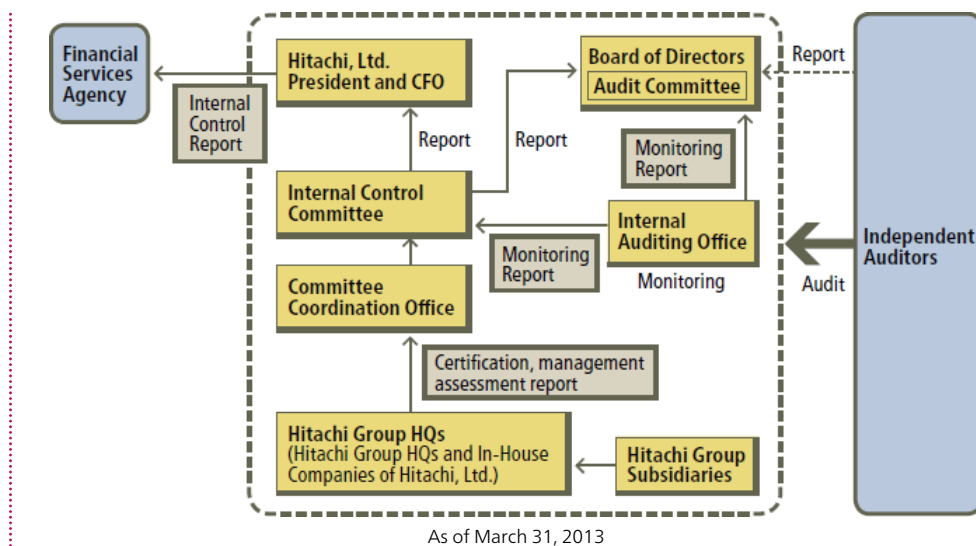 Financial
Services
Agency
Hitachi, Ltd.
President and CFO
Board of Directors
Audit Committee
Report
Internal
Control
Report
Report
Report
Monitoring
Report
Internal Control
Committee
Internal
Auditing Office
Independent
Auditors
Monitoring
Report
Monitoring
Audit
Committee
Coordination Office
Certification, management
assessment report
Hitachi Group HQs
(Hitachi Group HQs and In-House
Companies of Hitachi, Ltd.)
Hitachi Group
Subsidiaries
As of March 31, 2013